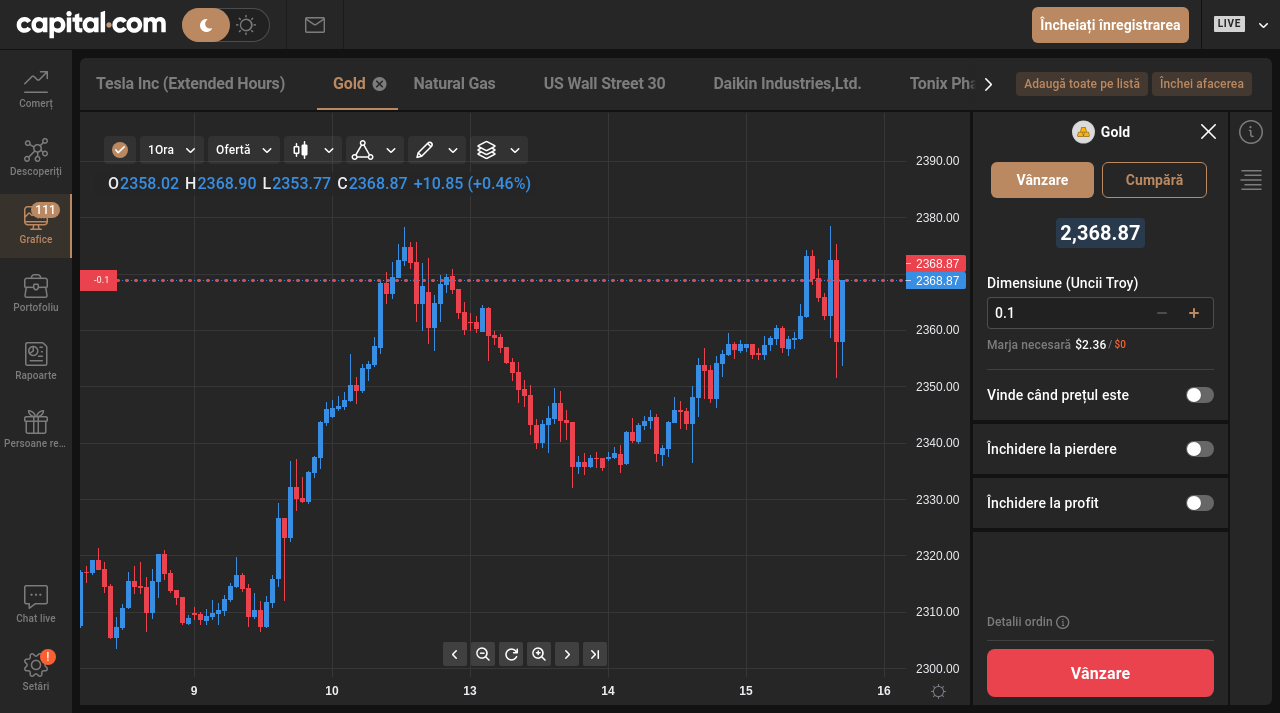 capital.com
Încheiați înregistrarea
LIVE
Comerț
Descoperiți
111
Grafice
Portofoliu
Rapoarte
Persoane re...
Chat live
!
Setări
Tesla Inc (Extended Hours)
Gold
Natural Gas
US Wall Street 30
Daikin Industries,Ltd.
Tonix Pha
Adaugă toate pe listă
Închei afacerea
1Ora
Ofertă
O2358.02 H2368.90 L2353.77 C2368.87 +10.85 (+0.46%)
-0.1
2390.00
2380.00
2368.87
2368.87
2360.00
2350.00
2340.00
2330.00
2320.00
2310.00
2300.00
9
10
13
14
15
16
Gold
Vânzare
Cumpără
2,368.87
Dimensiune (Uncii Troy)
0.1
Marja necesară $2.36 / $0
Vinde când prețul este
Închidere la pierdere
Închidere la profit
Detalii ordin
Vânzare